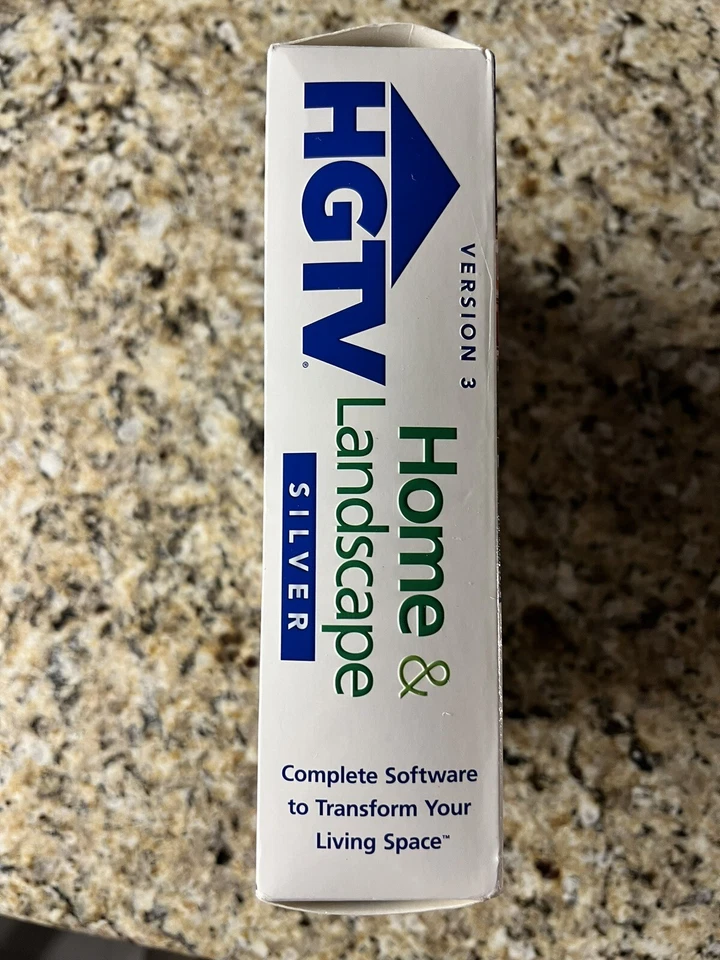 HGTV®
VERSION 3
Home &
Landscape
SILVER
Complete Software
to Transform Your
Living Space™